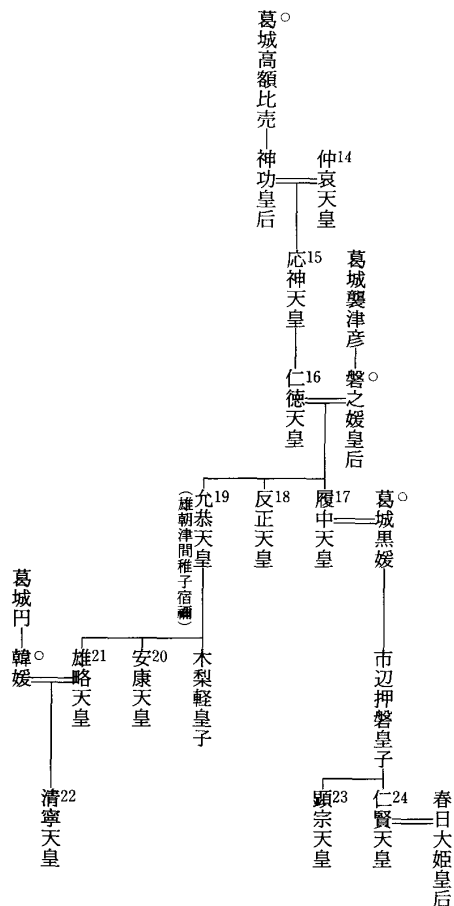 葛城高額比売○
神功皇后
仲哀天皇14
応神天皇15
葛城襲津彦
磐之媛皇后○
仁徳天皇16
葛城黒媛○
履中天皇17
反正天皇18
允恭天皇19
(雄朝津間稚子宿禰)
市辺押磐皇子
木梨軽皇子
安康天皇20
雄略天皇21
韓媛○
葛城円
春日大姫皇后
仁賢天皇24
顕宗天皇23
清寧天皇22